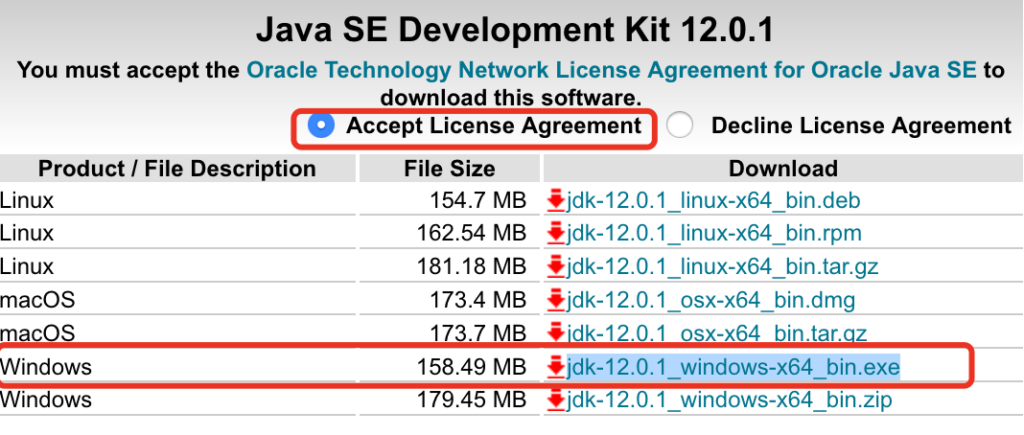 Java SE Development Kit 12.0.1
You must accept the Oracle Technology Network License Agreement for Oracle Java SE to
download this software.
Accept License Agreement Decline License Agreement
Product / File Description File Size Download
Linux 154.7 MB jdk-12.0.1_linux-x64_bin.deb
Linux 162.54 MB jdk-12.0.1_linux-x64_bin.rpm
Linux 181.18 MB jdk-12.0.1_linux-x64_bin.tar.gz
macOS 173.4 MB jdk-12.0.1_osx-x64_bin.dmg
macOS 173.7 MB jdk-12.0.1_osx-x64_bin.tar.gz
Windows 158.49 MB jdk-12.0.1_windows-x64_bin.exe
Windows 179.45 MB jdk-12.0.1_windows-x64_bin.zip